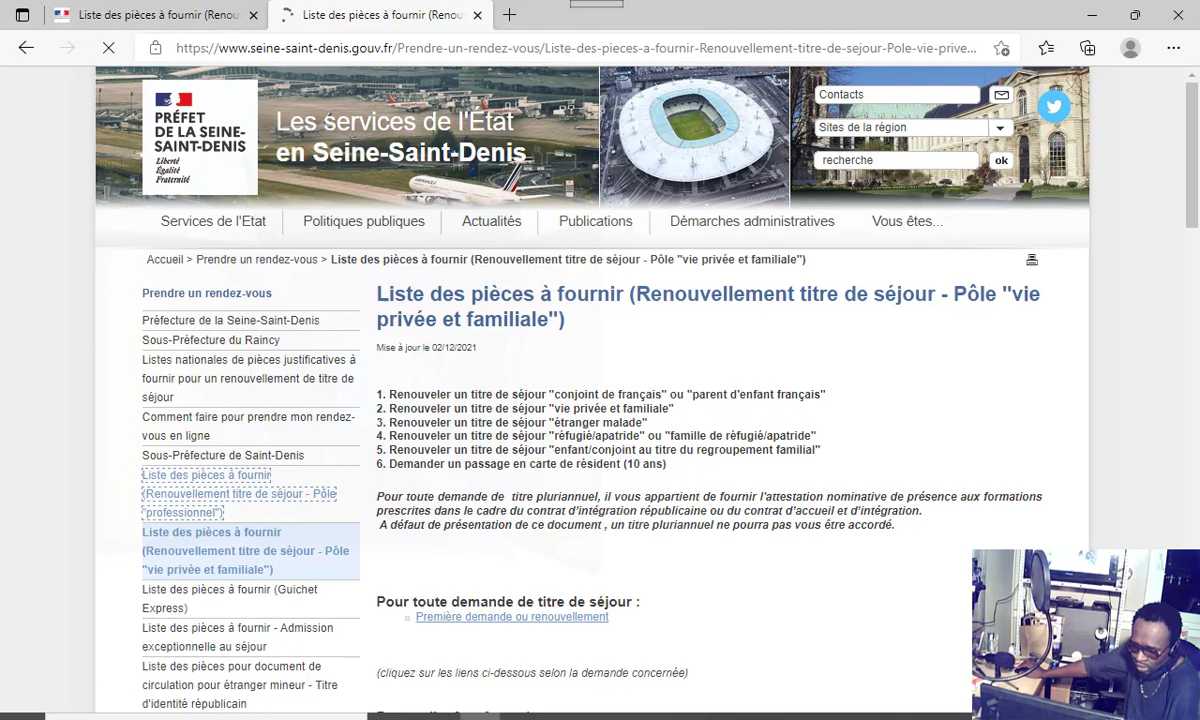 Liste des pièces à fournir (Renou
Liste des pièces à fournir (Renou
https://www.seine-saint-denis.gouv.fr/Prendre-un-rendez-vous/Liste-des-pieces-a-fournir-Renouvellement-titre-de-sejour-Pole-vie-prive...
PRÉFET
DE LA SEINE-
SAINT-DENIS
Liberté
Égalité
Fraternité
Les services de l'État
en Seine-Saint-Denis
Contacts
Sites de la région
recherche
ok
Services de l'Etat
Politiques publiques
Actualités
Publications
Démarches administratives
Vous êtes...
Accueil > Prendre un rendez-vous > Liste des pièces à fournir (Renouvellement titre de séjour - Pôle "vie privée et familiale")
Prendre un rendez-vous
Préfecture de la Seine-Saint-Denis
Sous-Préfecture du Raincy
Listes nationales de pièces justificatives à
fournir pour un renouvellement de titre de
séjour
Comment faire pour prendre mon rendez-
vous en ligne
Sous-Préfecture de Saint-Denis
Liste des pièces à fournir
(Renouvellement titre de séjour - Pôle
"professionnel")
Liste des pièces à fournir
(Renouvellement titre de séjour - Pôle
"vie privée et familiale")
Liste des pièces à fournir (Guichet
Express)
Liste des pièces à fournir - Admission
exceptionnelle au séjour
Liste des pièces pour document de
circulation pour étranger mineur - Titre
d'identité républicain
Liste des pièces à fournir (Renouvellement titre de séjour - Pôle "vie
privée et familiale")
Mise à jour le 02/12/2021
1. Renouveler un titre de séjour "conjoint de français" ou "parent d'enfant français"
2. Renouveler un titre de séjour "vie privée et familiale"
3. Renouveler un titre de séjour "étranger malade"
4. Renouveler un titre de séjour "réfugié/apatride" ou "famille de réfugié/apatride"
5. Renouveler un titre de séjour "enfant/conjoint au titre du regroupement familial"
6. Demander un passage en carte de résident (10 ans)
Pour toute demande de titre pluriannuel, il vous appartient de fournir l'attestation nominative de présence aux formations
prescrites dans le cadre du contrat d'intégration républicaine ou du contrat d'accueil et d'intégration.
A défaut de présentation de ce document , un titre pluriannuel ne pourra pas vous être accordé.
Pour toute demande de titre de séjour :
Première demande ou renouvellement
(cliquez sur les liens ci-dessous selon la demande concernée)